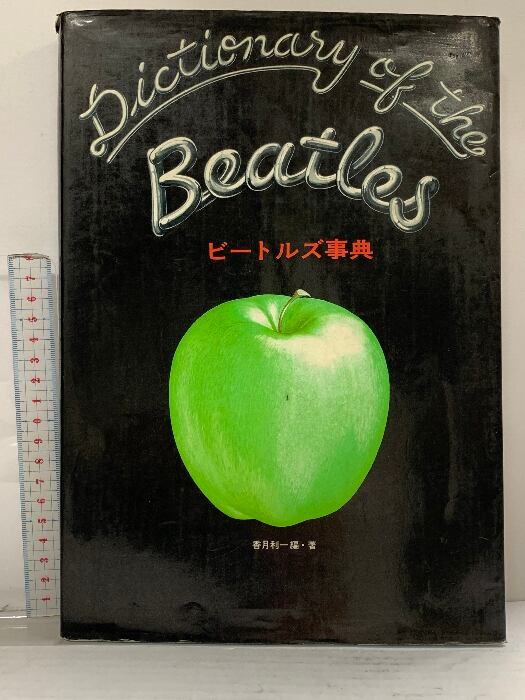 Dictionary of the
Beatles
ビートルズ事典
香月利一編・著